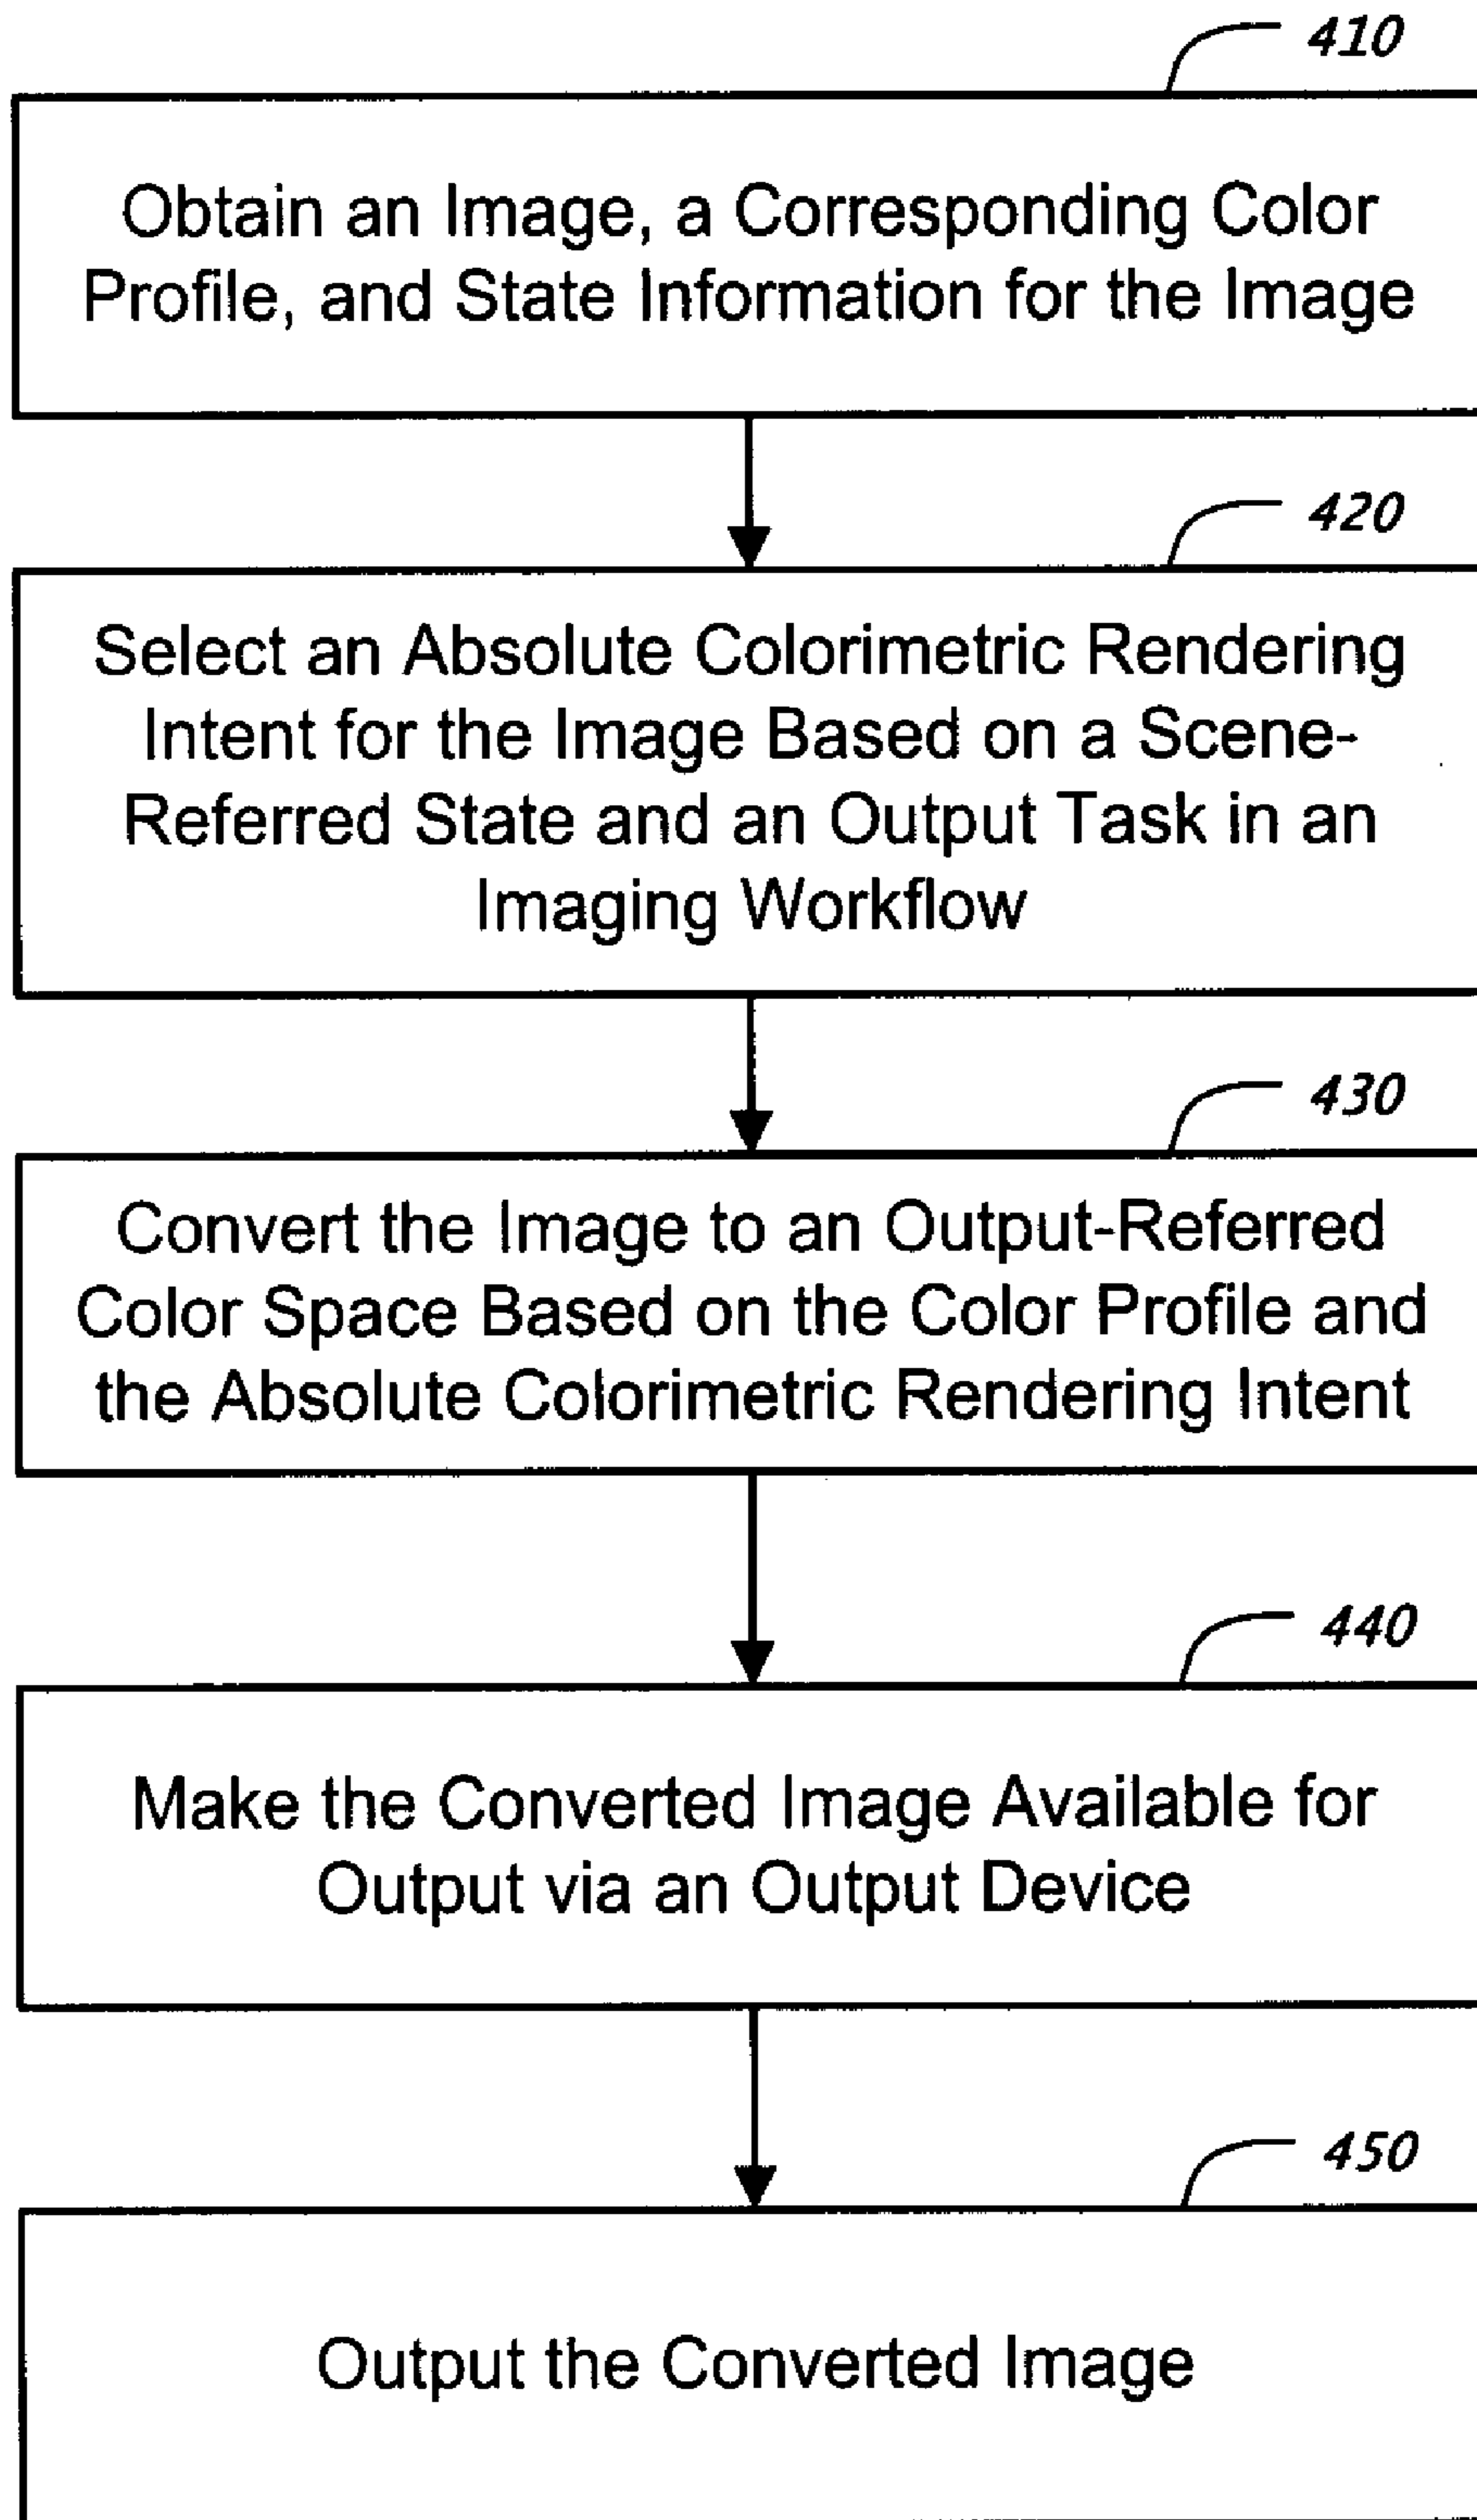 410
Obtain an Image, a Corresponding Color
Profile, and State Information for the Image
420
Select an Absolute Colorimetric Rendering
Intent for the Image Based on a Scene-
Referred State and an Output Task in an
Imaging Workflow
430
Convert the Image to an Output-Referred
Color Space Based on the Color Profile and
the Absolute Colorimetric Rendering Intent
440
Make the Converted Image Available for
Output via an Output Device
450
Output the Converted Image